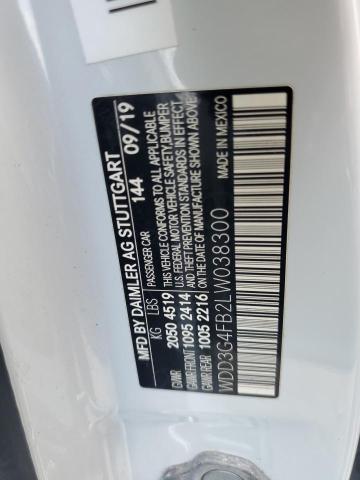 MFD BY DAIMLER AG STUTTGART
144 09/19
PASSENGER CAR
KG LBS
GVWR 2050 4519
GAWR FRONT 1095 2414
GAWR REAR 1005 2216
THIS VEHICLE CONFORMS TO ALL APPLICABLE
U.S. FEDERAL MOTOR VEHICLE SAFETY, BUMPER
AND THEFT PREVENTION STANDARDS IN EFFECT
ON THE DATE OF MANUFACTURE SHOWN ABOVE
WDD3G4FB2LW038300
MADE IN MEXICO